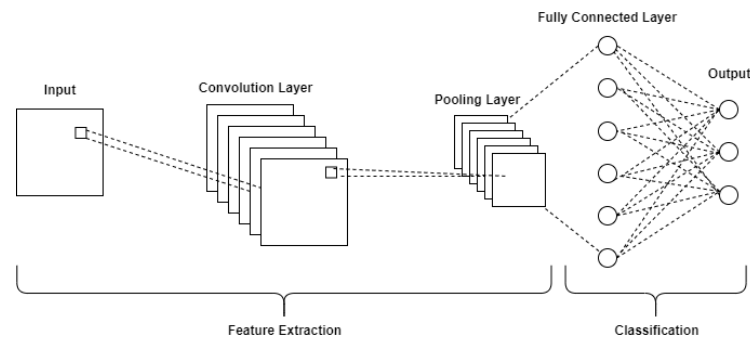 Fully Connected Layer
Input
Convolution Layer
Pooling Layer
Output
Feature Extraction
Classification